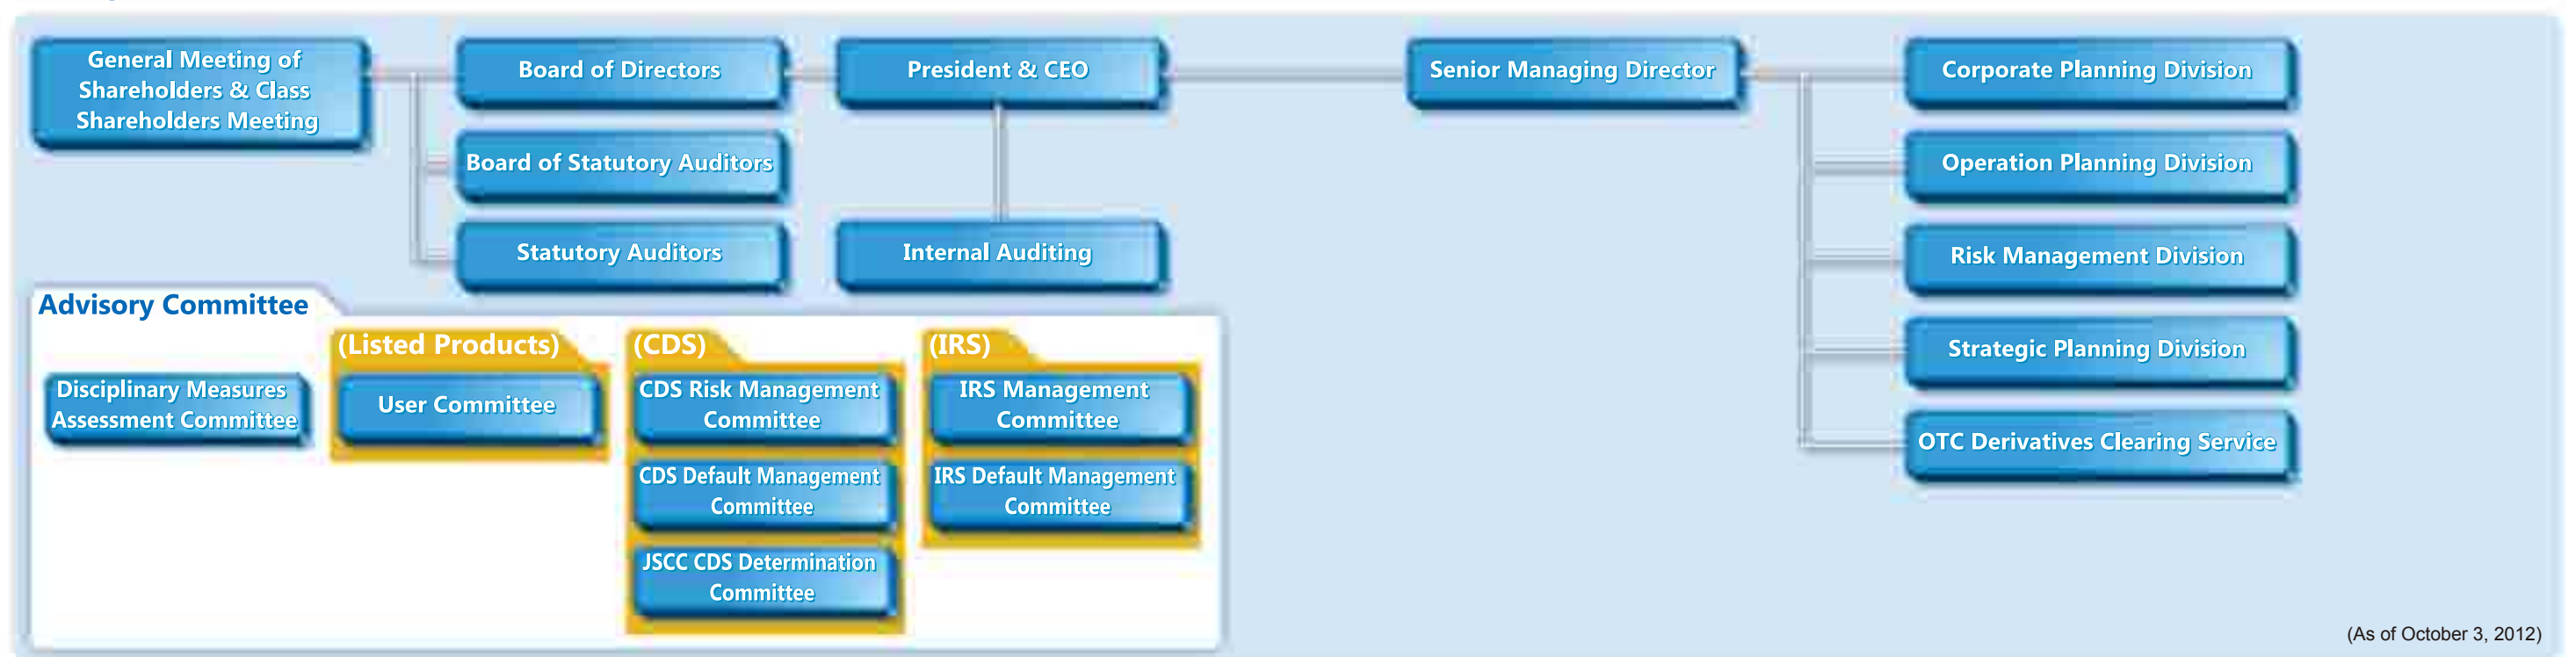 General Meeting of
Shareholders & Class
Shareholders Meeting
Board of Directors
President & CEO
Senior Managing Director
Corporate Planning Division
Board of Statutory Auditors
Operation Planning Division
Statutory Auditors
Internal Auditing
Risk Management Division
Strategic Planning Division
OTC Derivatives Clearing Service
Advisory Committee
Disciplinary Measures
Assessment Committee
(Listed Products)
User Committee
(CDS)
CDS Risk Management
Committee
CDS Default Management
Committee
JSCC CDS Determination
Committee
(IRS)
IRS Management
Committee
IRS Default Management
Committee
(As of October 3, 2012)